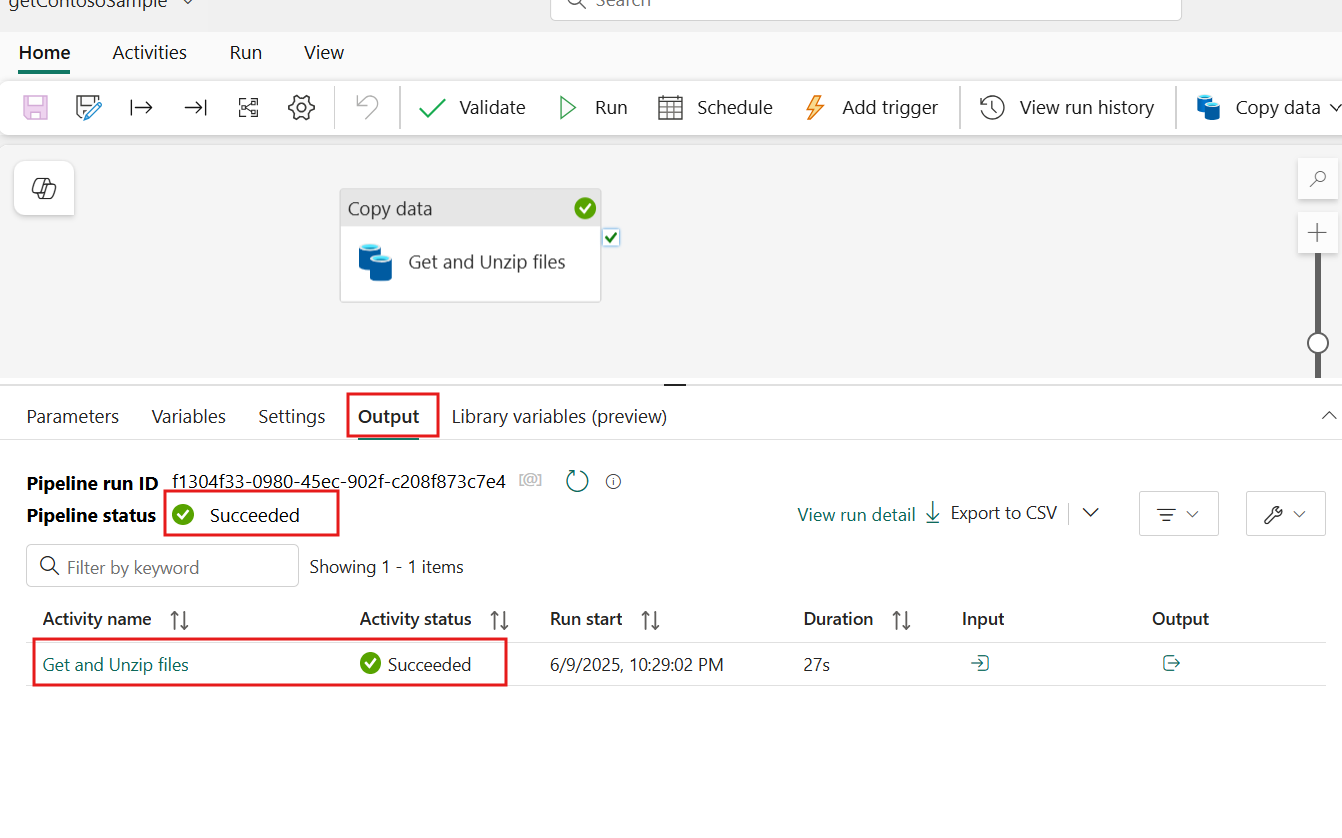 getContosoSample
Search
Home Activities Run View
Validate Run Schedule Add trigger View run history Copy data
Copy data
Get and Unzip files
Parameters Variables Settings Output Library variables (preview)
Pipeline run ID f1304f33-0980-45ec-902f-c208f873c7e4
Pipeline status Succeeded
View run detail Export to CSV
Filter by keyword Showing 1 - 1 items
Activity name Activity status Run start Duration Input Output
Get and Unzip files Succeeded 6/9/2025, 10:29:02 PM 27s